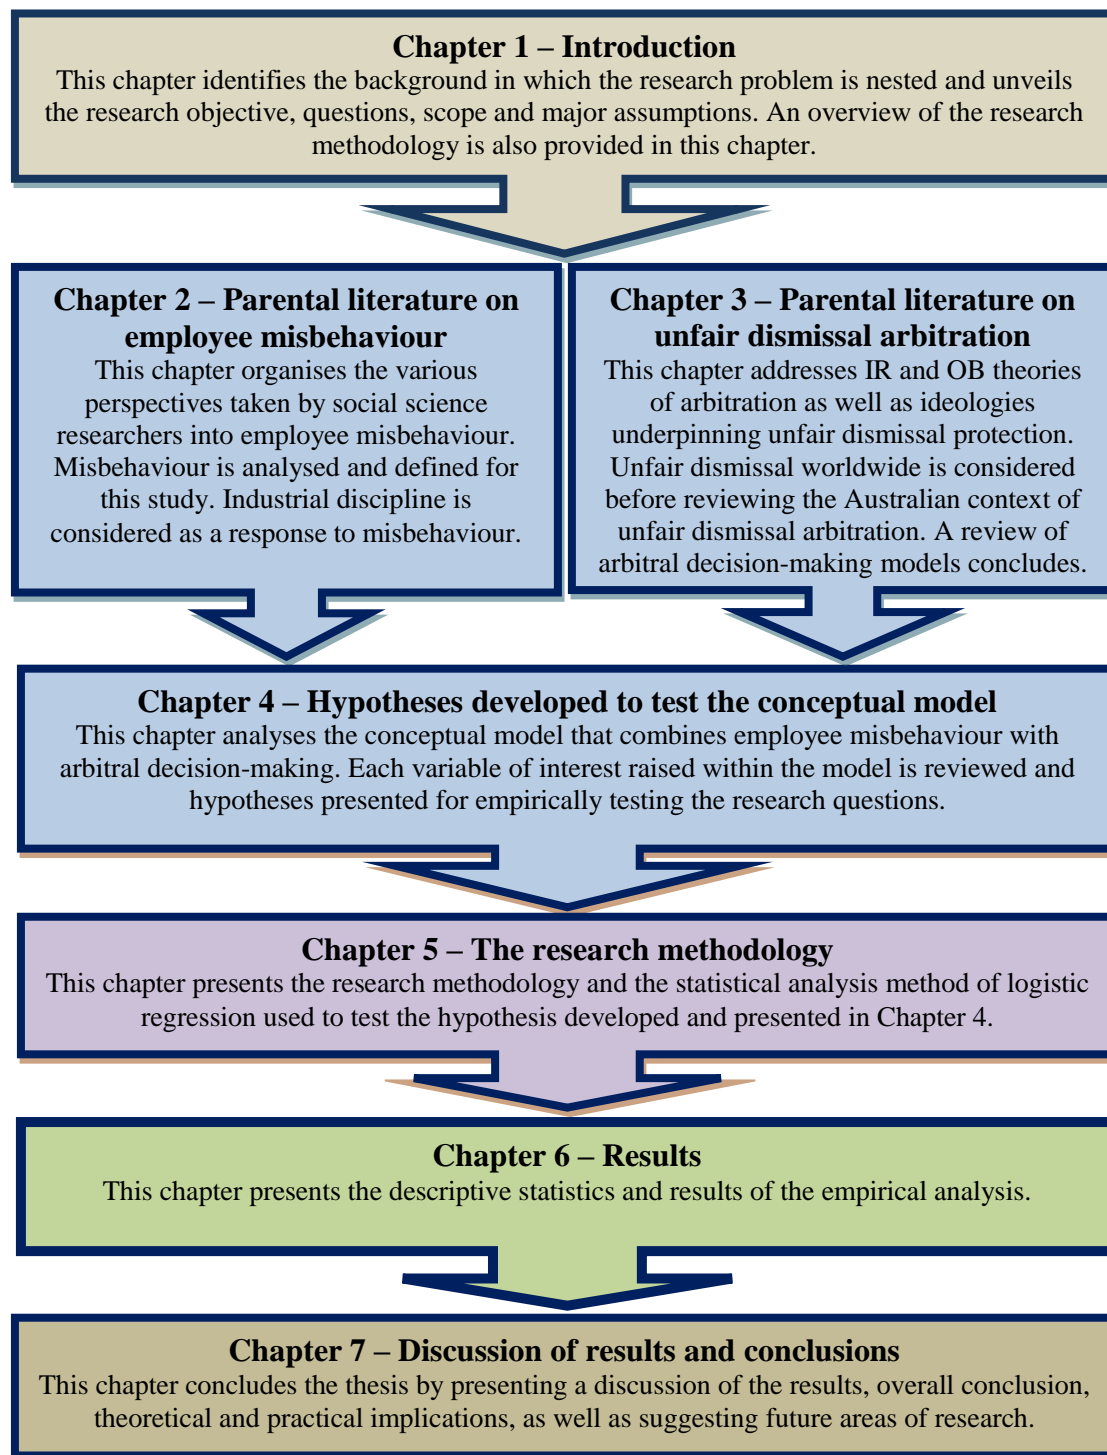 Chapter 1 – Introduction
This chapter identifies the background in which the research problem is nested and unveils
the research objective, questions, scope and major assumptions. An overview of the research
methodology is also provided in this chapter.
Chapter 2 – Parental literature on
employee misbehaviour
This chapter organises the various
perspectives taken by social science
researchers into employee misbehaviour.
Misbehaviour is analysed and defined for
this study. Industrial discipline is
considered as a response to misbehaviour.
Chapter 3 – Parental literature on
unfair dismissal arbitration
This chapter addresses IR and OB theories
of arbitration as well as ideologies
underpinning unfair dismissal protection.
Unfair dismissal worldwide is considered
before reviewing the Australian context of
unfair dismissal arbitration. A review of
arbitral decision-making models concludes.
Chapter 4 – Hypotheses developed to test the conceptual model
This chapter analyses the conceptual model that combines employee misbehaviour with
arbitral decision-making. Each variable of interest raised within the model is reviewed and
hypotheses presented for empirically testing the research questions.
Chapter 5 – The research methodology
This chapter presents the research methodology and the statistical analysis method of logistic
regression used to test the hypothesis developed and presented in Chapter 4.
Chapter 6 – Results
This chapter presents the descriptive statistics and results of the empirical analysis.
Chapter 7 – Discussion of results and conclusions
This chapter concludes the thesis by presenting a discussion of the results, overall conclusion,
theoretical and practical implications, as well as suggesting future areas of research.